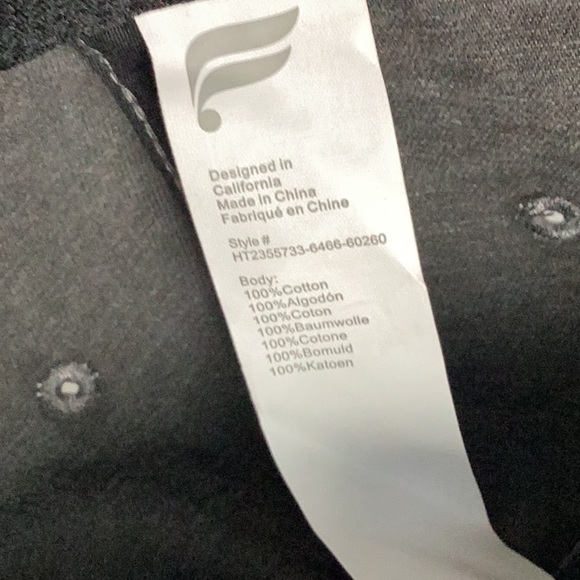 Designed in
California
Made in China
Fabriqué en Chine
Style #
HT2355733-6466-60260
Body:
100%Cotton
100%Algodón
100%Coton
100%Baumwolle
100%Cotone
100%Bomuld
100%Katoen